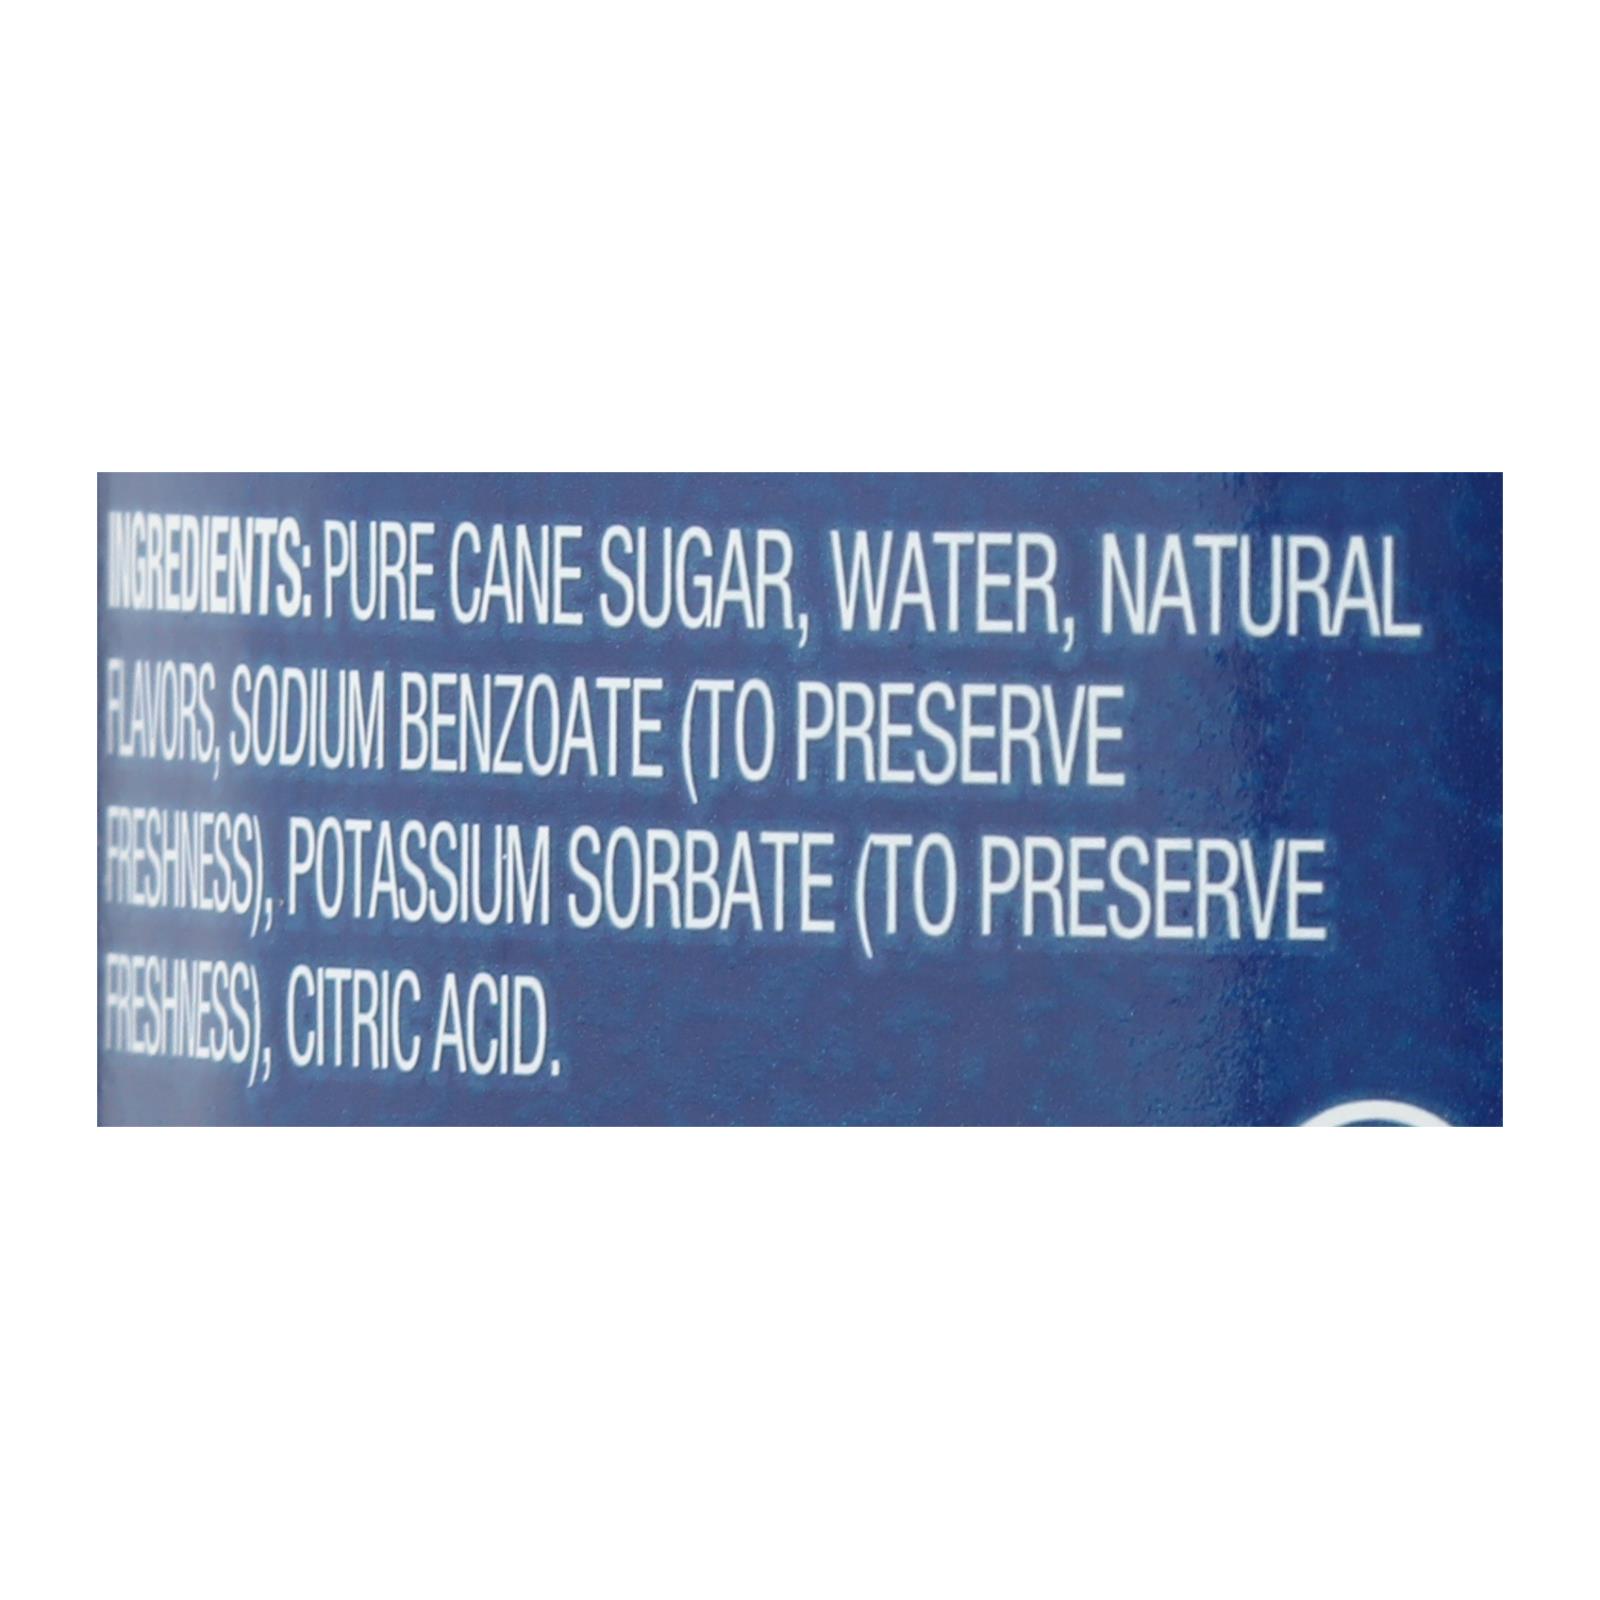 INGREDIENTS: PURE CANE SUGAR, WATER, NATURAL
FLAVORS, SODIUM BENZOATE (TO PRESERVE
FRESHNESS), POTASSIUM SORBATE (TO PRESERVE
FRESHNESS), CITRIC ACID.